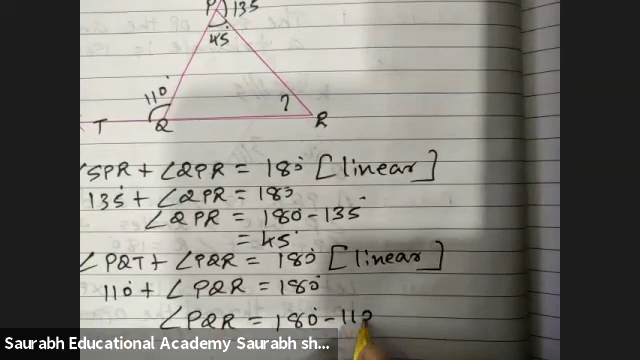 P 135°
45°
110°
?
T Q R
∠SPR + ∠QPR = 180° [linear]
135° + ∠QPR = 180°
∠QPR = 180° - 135°
= 45°
∠PQT + ∠PQR = 180° [linear]
110° + ∠PQR = 180°
∠PQR = 180° - 110
Saurabh Educational Academy Saurabh sh...